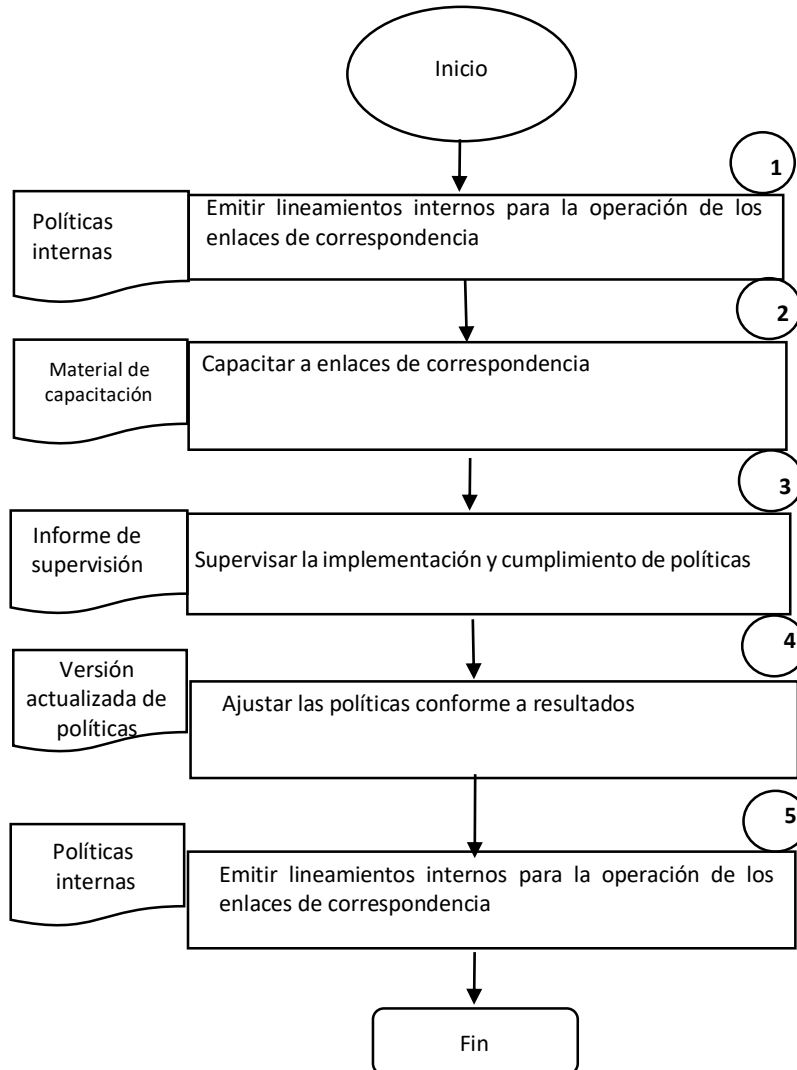 Inicio
1
Políticas
internas
Emitir lineamientos internos para la operación de los
enlaces de correspondencia
2
Material de
capacitación
Capacitar a enlaces de correspondencia
3
Informe de
supervisión
Supervisar la implementación y cumplimiento de políticas
4
Versión
actualizada de
políticas
Ajustar las políticas conforme a resultados
5
Políticas
internas
Emitir lineamientos internos para la operación de los
enlaces de correspondencia
Fin